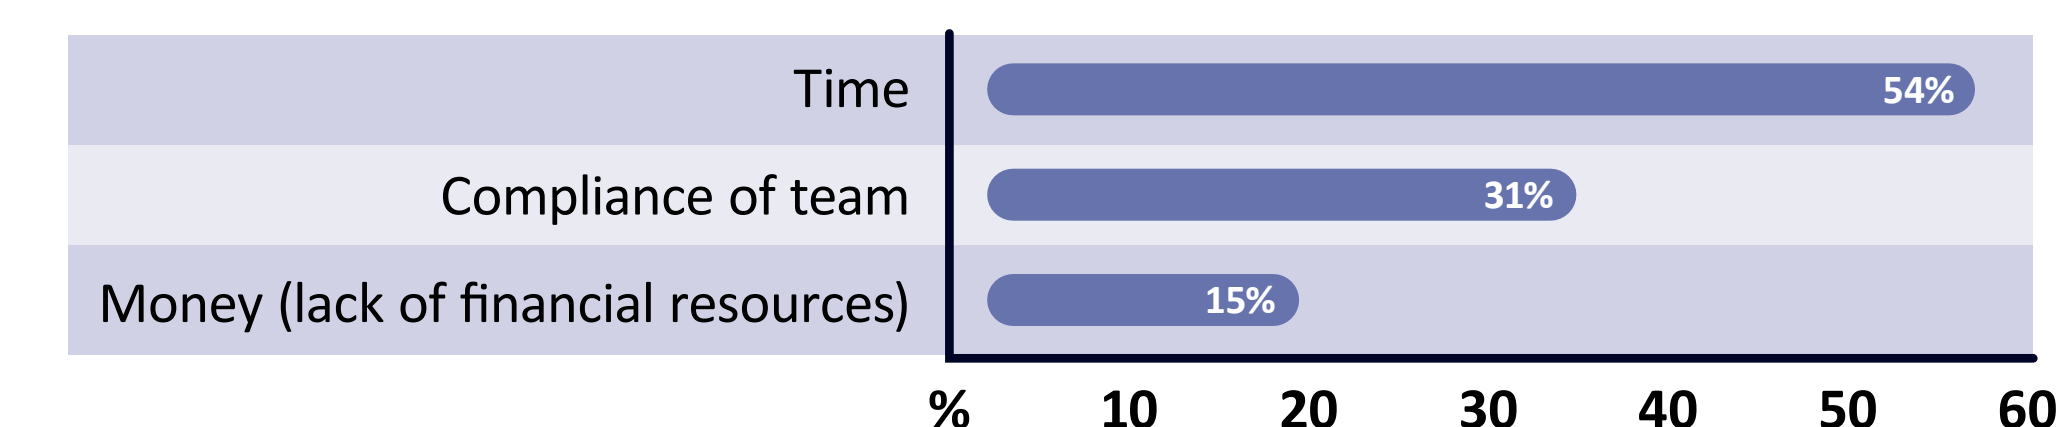 Time 54%
Compliance of team 31%
Money (lack of financial resources) 15%
% 10 20 30 40 50 60